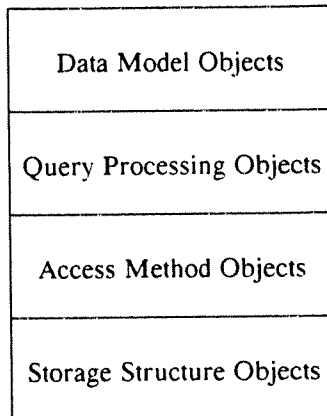 Data Model Objects
Query Processing Objects
Access Method Objects
Storage Structure Objects